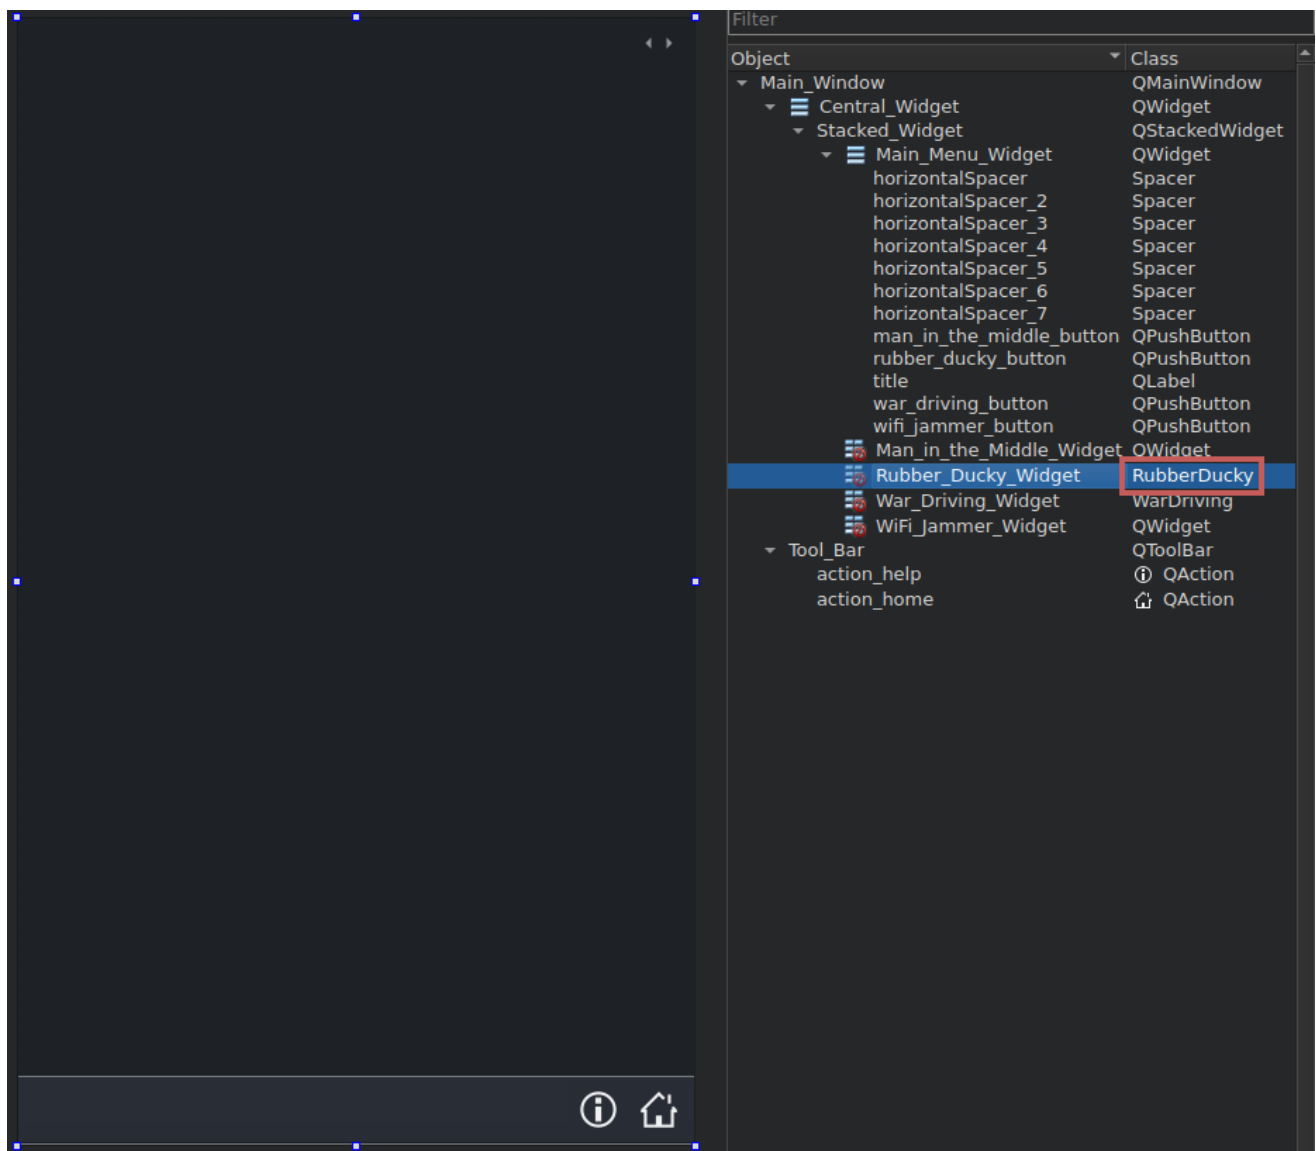 Filter
Object Class
Main_Window QMainWindow
Central_Widget QWidget
Stacked_Widget QStackedWidget
Main_Menu_Widget QWidget
horizontalSpacer Spacer
horizontalSpacer_2 Spacer
horizontalSpacer_3 Spacer
horizontalSpacer_4 Spacer
horizontalSpacer_5 Spacer
horizontalSpacer_6 Spacer
horizontalSpacer_7 Spacer
man_in_the_middle_button QPushButton
rubber_ducky_button QPushButton
title QLabel
war_driving_button QPushButton
wifi_jammer_button QPushButton
Man_in_the_Middle_Widget QWidget
Rubber_Ducky_Widget RubberDucky
War_Driving_Widget WarDriving
WiFi_Jammer_Widget QWidget
Tool_Bar QToolBar
action_help QAction
action_home QAction